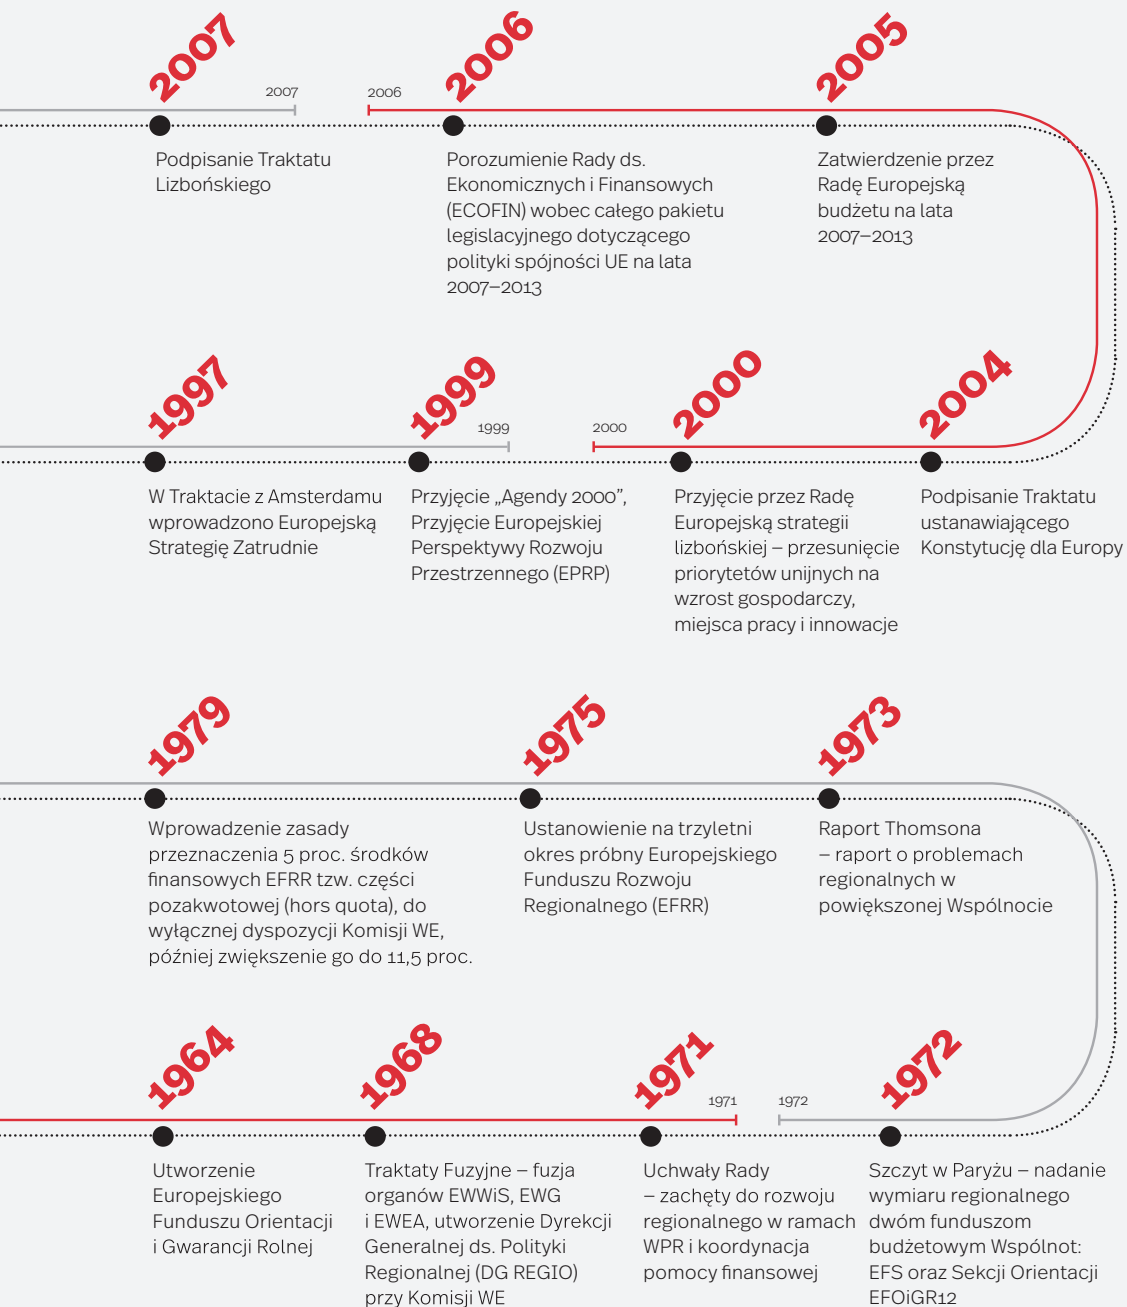 2007
2006
2005
2007
2006
Podpisanie Traktatu
Lizbońskiego
Porozumienie Rady ds.
Ekonomicznych i Finansowych
(ECOFIN) wobec całego pakietu
legislacyjnego dotyczącego
polityki spójności UE na lata
2007–2013
Zatwierdzenie przez
Radę Europejską
budżetu na lata
2007–2013
1997
1999
2000
2004
1999
2000
W Traktacie z Amsterdamu
wprowadzono Europejską
Strategię Zatrudnie
Przyjęcie „Agendy 2000”,
Przyjęcie Europejskiej
Perspektywy Rozwoju
Przestrzennego (EPRP)
Przyjęcie przez Radę
Europejską strategii
lizbońskiej – przesunięcie
priorytetów unijnych na
wzrost gospodarczy,
miejsca pracy i innowacje
Podpisanie Traktatu
ustanawiającego
Konstytucję dla Europy
1979
1975
1973
Wprowadzenie zasady
przeznaczenia 5 proc. środków
finansowych EFRR tzw. części
pozakwotowej (hors quota), do
wyłącznej dyspozycji Komisji WE,
później zwiększenie go do 11,5 proc.
Ustanowienie na trzyletni
okres próbny Europejskiego
Funduszu Rozwoju
Regionalnego (EFRR)
Raport Thomsona
– raport o problemach
regionalnych w
powiększonej Wspólnocie
1964
1968
1971
1972
1971
1972
Utworzenie
Europejskiego
Funduszu Orientacji
i Gwarancji Rolnej
Traktaty Fuzyjne – fuzja
organów EWWiS, EWG
i EWEA, utworzenie Dyrekcji
Generalnej ds. Polityki
Regionalnej (DG REGIO)
przy Komisji WE
Uchwały Rady
– zachęty do rozwoju
regionalnego w ramach
WPR i koordynacja
pomocy finansowej
Szczyt w Paryżu – nadanie
wymiaru regionalnego
dwóm funduszom
budżetowym Wspólnot:
EFS oraz Sekcji Orientacji
EFOiGR12